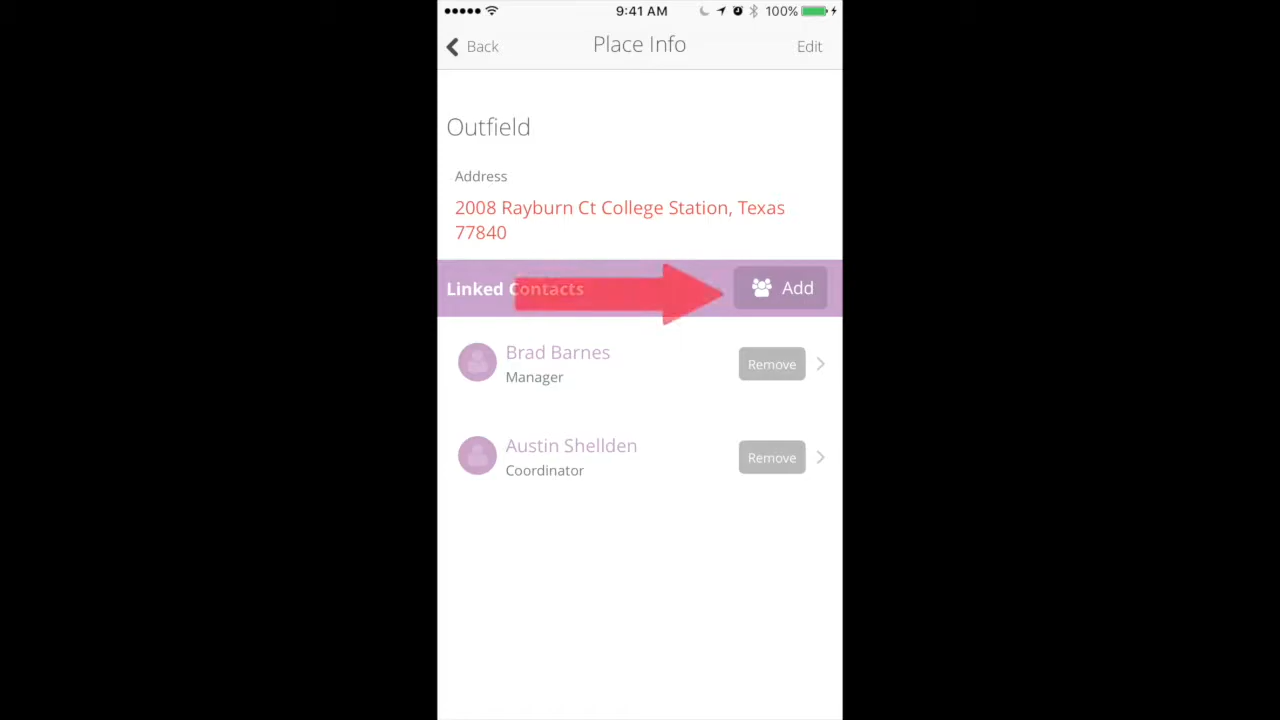 9:41 AM 100%
Back Place Info Edit
Outfield
Address
2008 Rayburn Ct College Station, Texas
77840
Linked Contacts Add
Brad Barnes
Manager
Remove
Austin Shellden
Coordinator
Remove